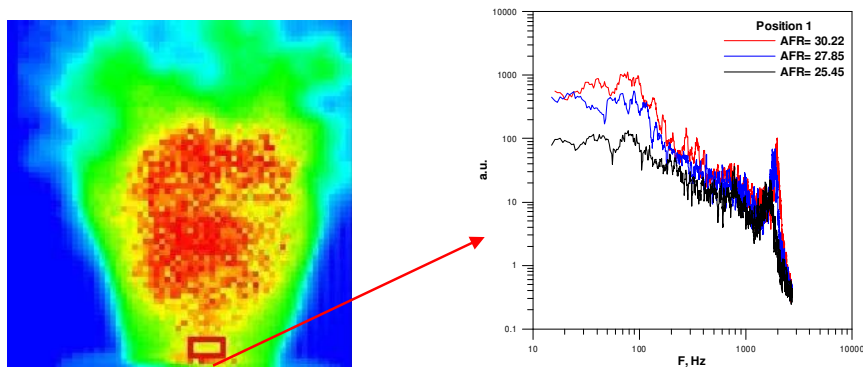 Position 1
AFR= 30.22
AFR= 27.85
AFR= 25.45
10000
1000
100
10
1
0.1
a.u.
10 100 1000 10000
F, Hz